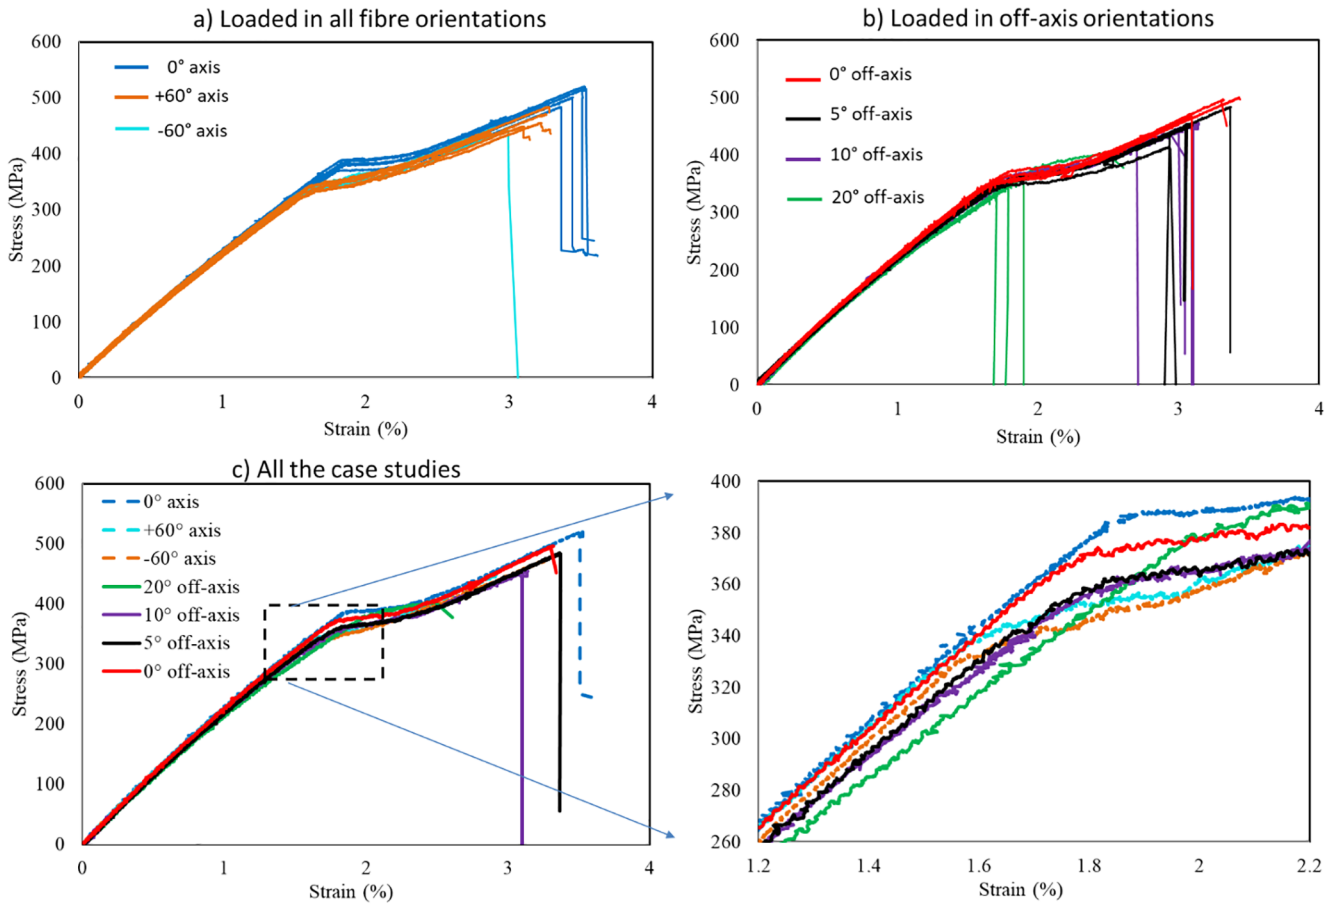 a) Loaded in all fibre orientations
600
500
400
300
200
100
0
Stress (MPa)
0° axis
+60° axis
-60° axis
0 1 2 3 4
Strain (%)
b) Loaded in off-axis orientations
600
500
400
300
200
100
0
Stress (MPa)
0° off-axis
5° off-axis
10° off-axis
20° off-axis
0 1 2 3 4
Strain (%)
c) All the case studies
600
500
400
300
200
100
0
Stress (MPa)
0° axis
+60° axis
-60° axis
20° off-axis
10° off-axis
5° off-axis
0° off-axis
0 1 2 3 4
Strain (%)
400
380
360
340
320
300
280
260
Stress (MPa)
1.2 1.4 1.6 1.8 2 2.2
Strain (%)